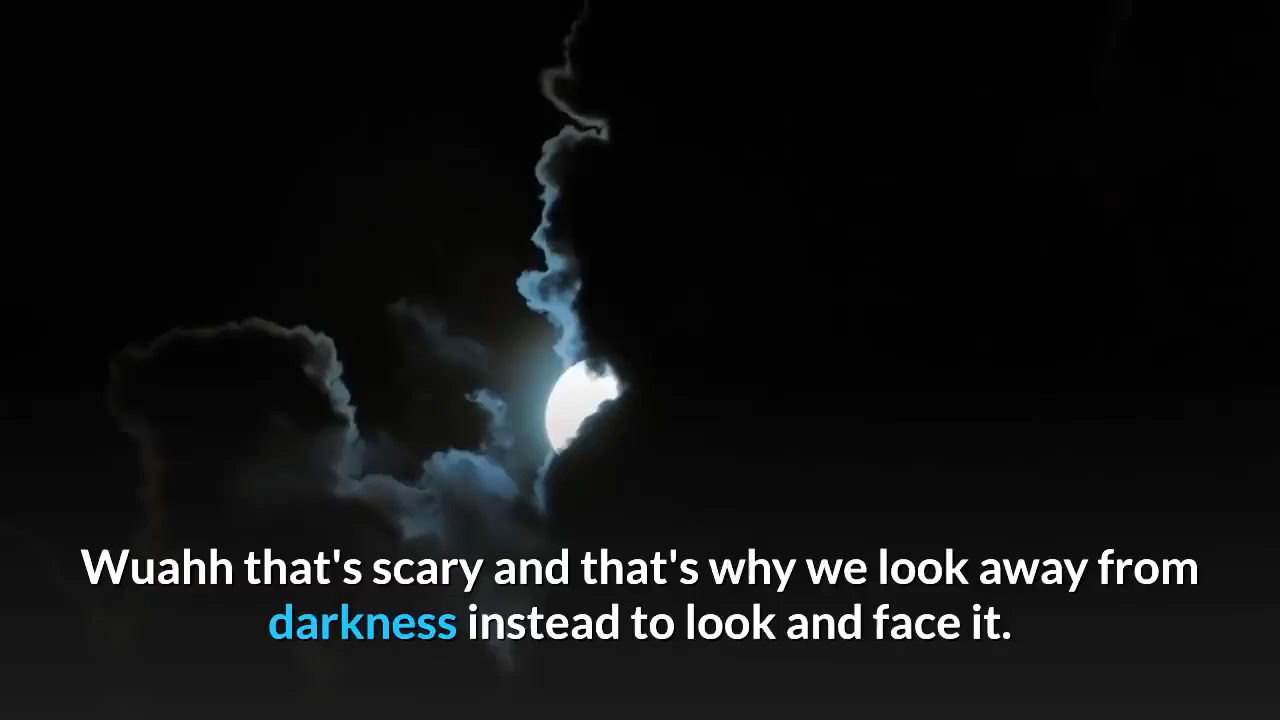 Wuahh that's scary and that's why we look away from
darkness instead to look and face it.